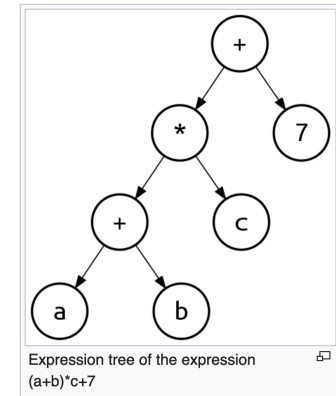 +
* 7
+ c
a b
Expression tree of the expression
(a+b)*c+7